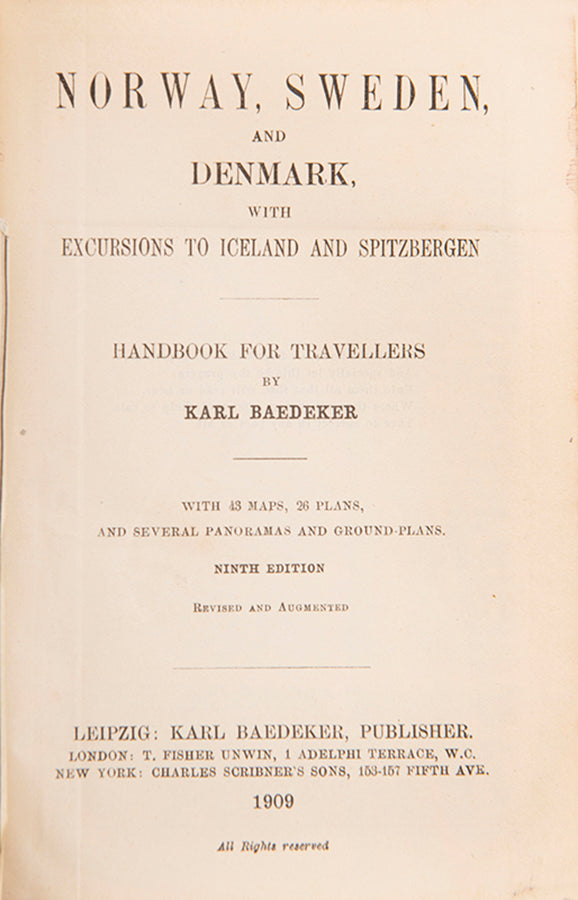 NORWAY, SWEDEN,
AND
DENMARK,
WITH
EXCURSIONS TO ICELAND AND SPITZBERGEN
HANDBOOK FOR TRAVELLERS
BY
KARL BAEDEKER
WITH 43 MAPS, 26 PLANS,
AND SEVERAL PANORAMAS AND GROUND-PLANS.
NINTH EDITION
REVISED AND AUGMENTED
LEIPZIG: KARL BAEDEKER, PUBLISHER.
LONDON: T. FISHER UNWIN, 1 ADELPHI TERRACE, W.C.
NEW YORK: CHARLES SCRIBNER'S SONS, 153-157 FIFTH AVE.
1909
All Rights reserved